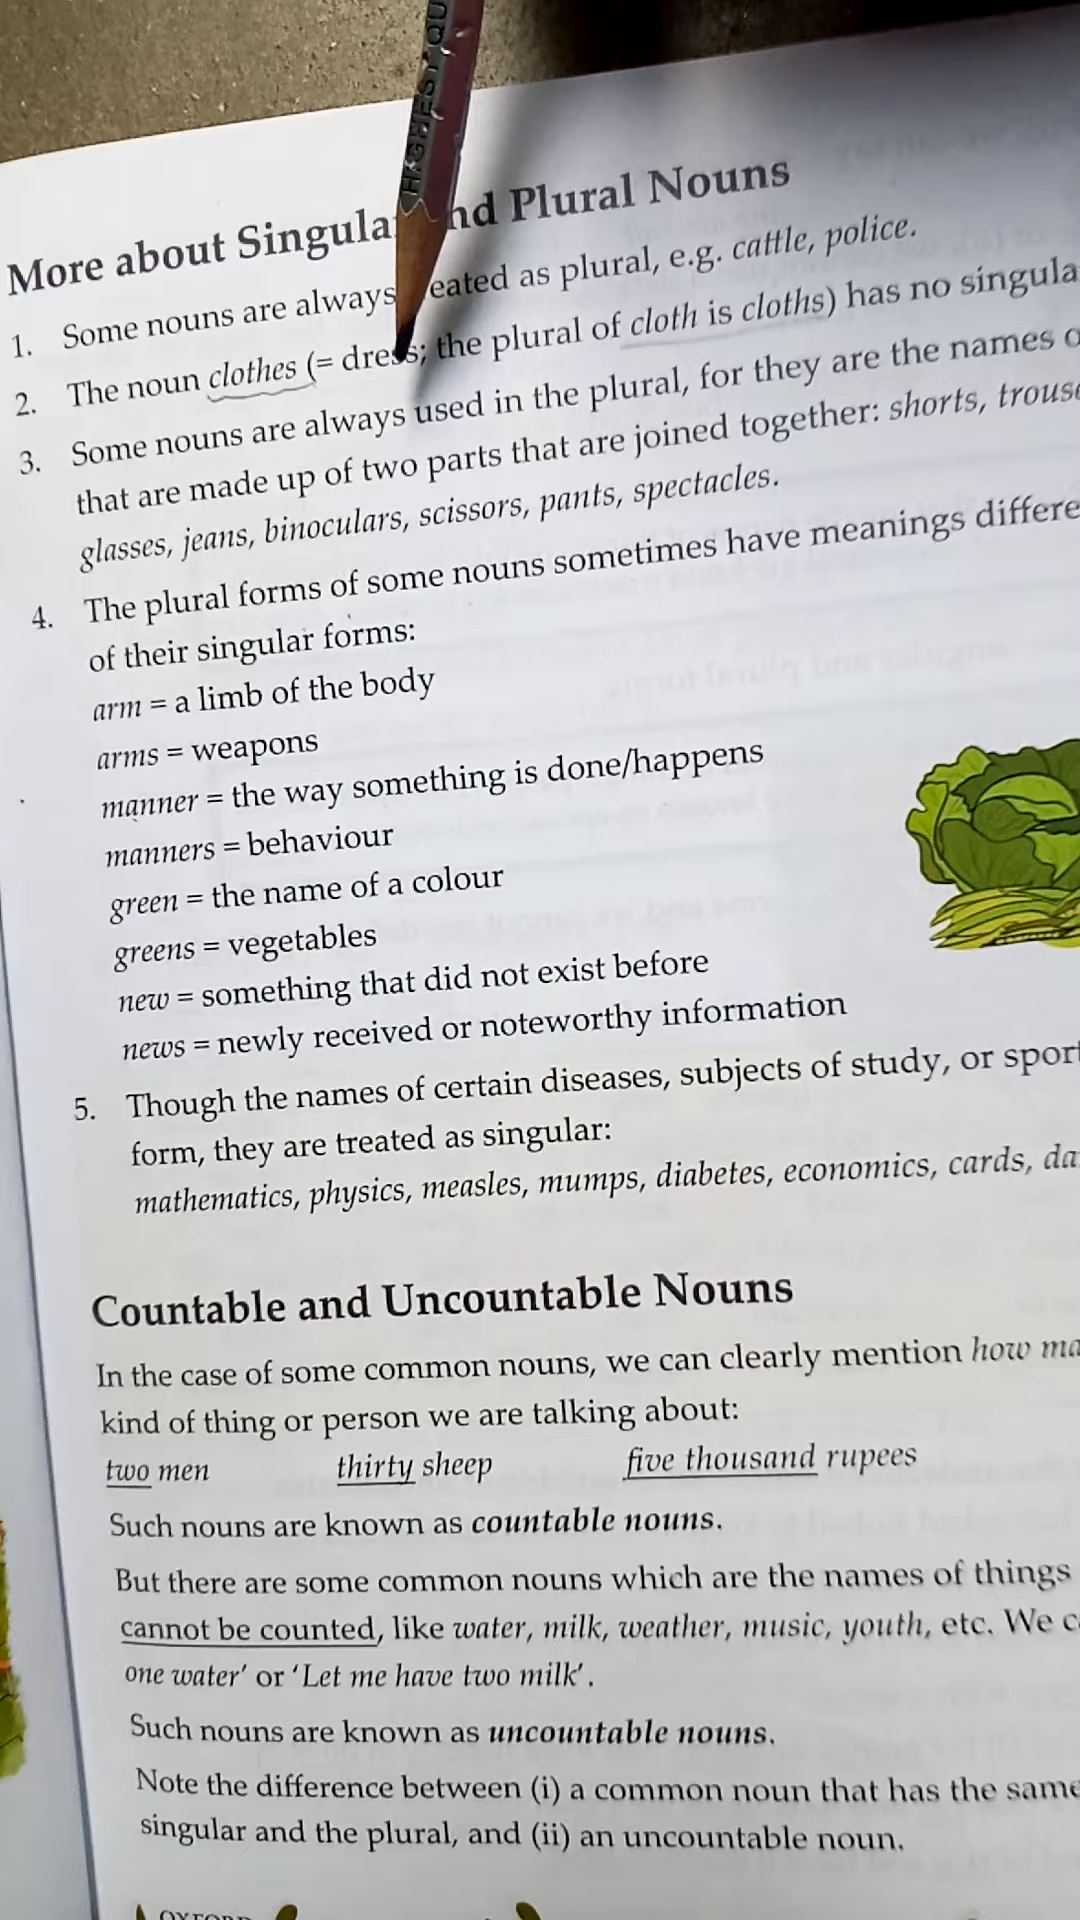 HIGHEST QU
More about Singula nd Plural Nouns
1. Some nouns are always eated as plural, e.g. cattle, police.
2. The noun clothes (= dress; the plural of cloth is cloths) has no singula
3. Some nouns are always used in the plural, for they are the names o
that are made up of two parts that are joined together: shorts, trouse
glasses, jeans, binoculars, scissors, pants, spectacles.
4. The plural forms of some nouns sometimes have meanings differe
of their singular forms:
arm = a limb of the body
arms = weapons
manner = the way something is done/happens
manners = behaviour
green = the name of a colour
greens = vegetables
new = something that did not exist before
news = newly received or noteworthy information
5. Though the names of certain diseases, subjects of study, or sport
form, they are treated as singular:
mathematics, physics, measles, mumps, diabetes, economics, cards, da
Countable and Uncountable Nouns
In the case of some common nouns, we can clearly mention how ma
kind of thing or person we are talking about:
two men thirty sheep five thousand rupees
Such nouns are known as countable nouns.
But there are some common nouns which are the names of things
cannot be counted, like water, milk, weather, music, youth, etc. We c
one water' or 'Let me have two milk'.
Such nouns are known as uncountable nouns.
Note the difference between (i) a common noun that has the same
singular and the plural, and (ii) an uncountable noun.
OXFORD